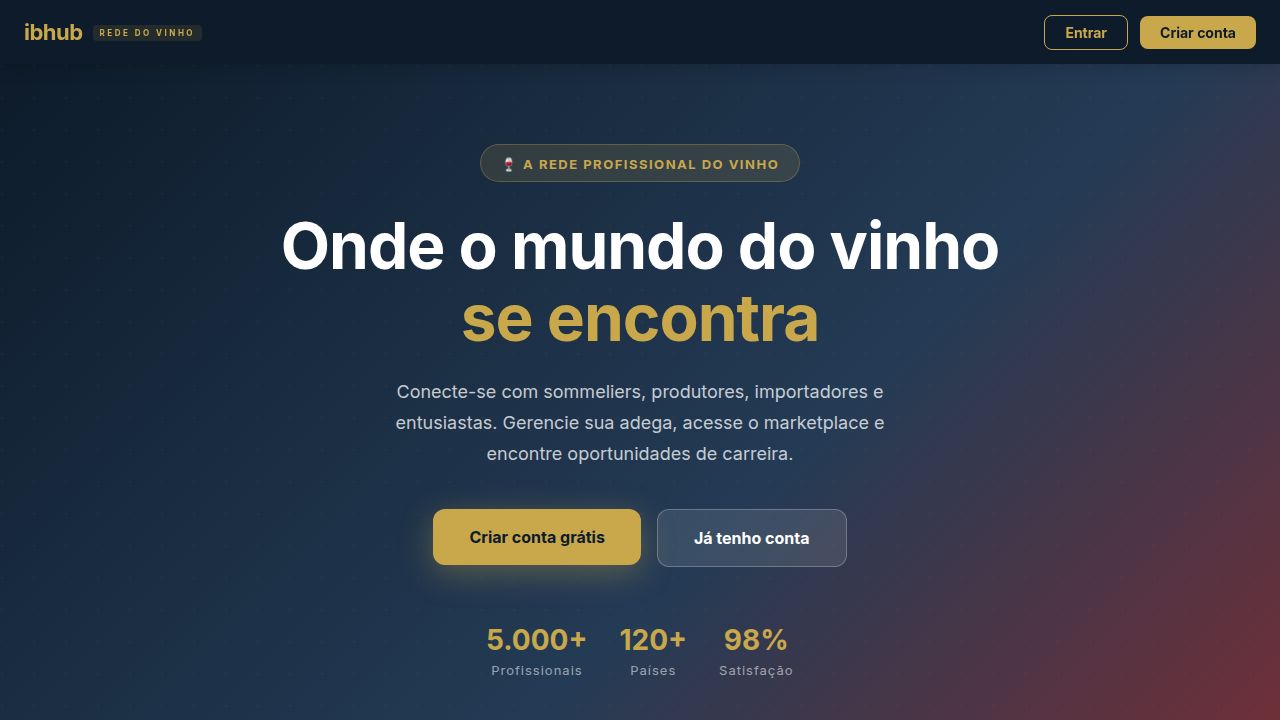 ibhub
REDE DO VINHO
Entrar
Criar conta
🍷 A REDE PROFISSIONAL DO VINHO
Onde o mundo do vinho
se encontra
Conecte-se com sommeliers, produtores, importadores e
entusiastas. Gerencie sua adega, acesse o marketplace e
encontre oportunidades de carreira.
Criar conta grátis
Já tenho conta
5.000+
Profissionais
120+
Países
98%
Satisfação